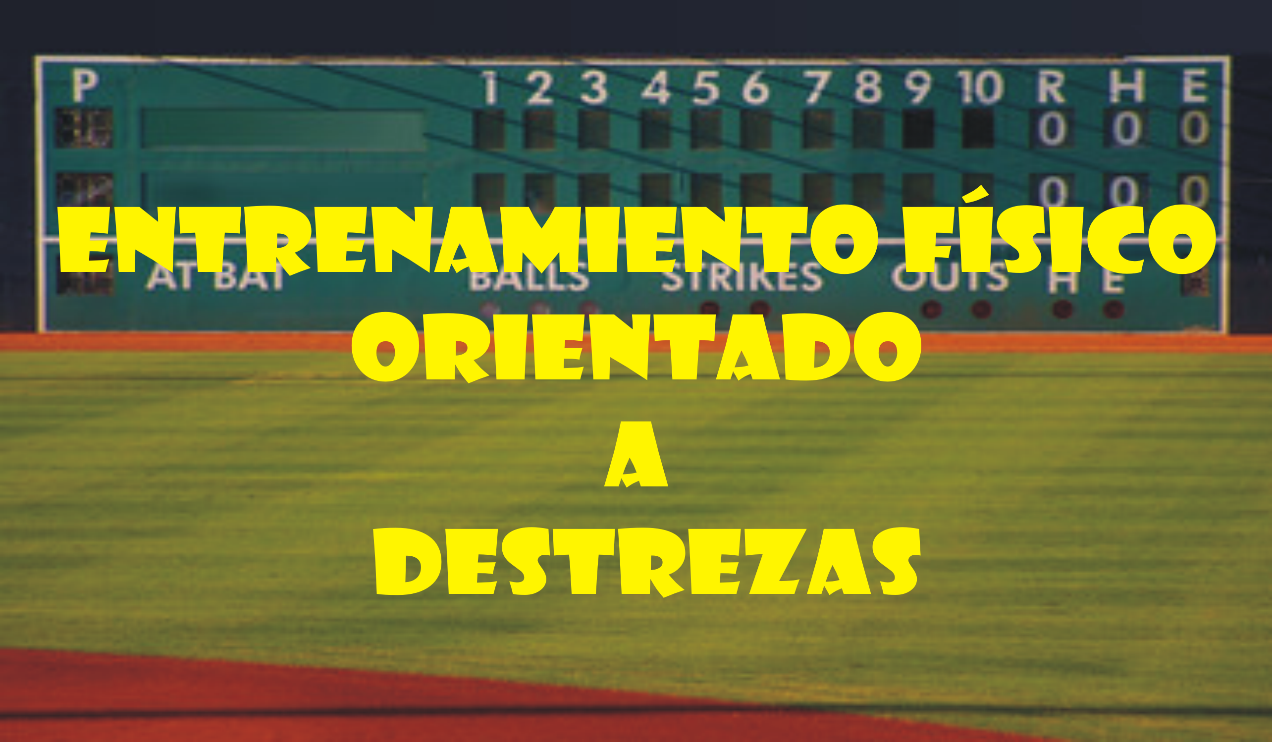 P 1 2 3 4 5 6 7 8 9 10 R H E
0 0 0
0 0 0
ENTRENAMIENTO FÍSICO
AT BAT BALLS STRIKES OUTS H E
ORIENTADO
A
DESTREZAS